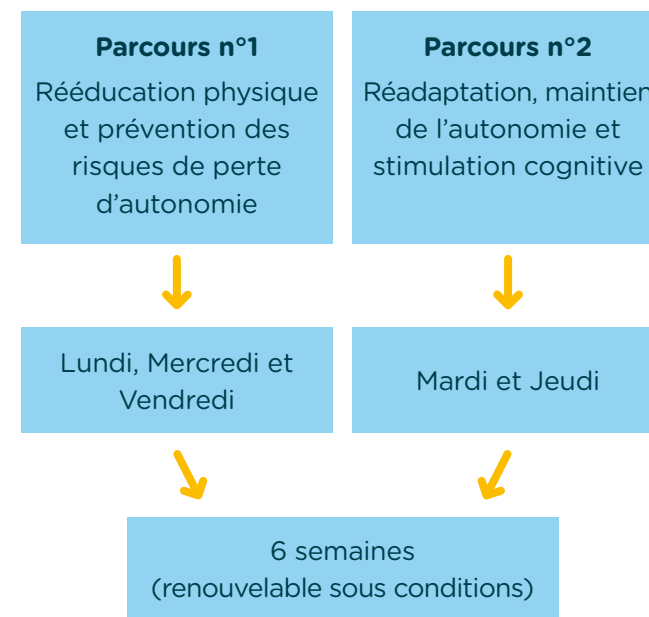 Parcours n°1
Rééducation physique
et prévention des
risques de perte
d'autonomie
Parcours n°2
Réadaptation, maintien
de l'autonomie et
stimulation cognitive
Lundi, Mercredi et
Vendredi
Mardi et Jeudi
6 semaines
(renouvelable sous conditions)